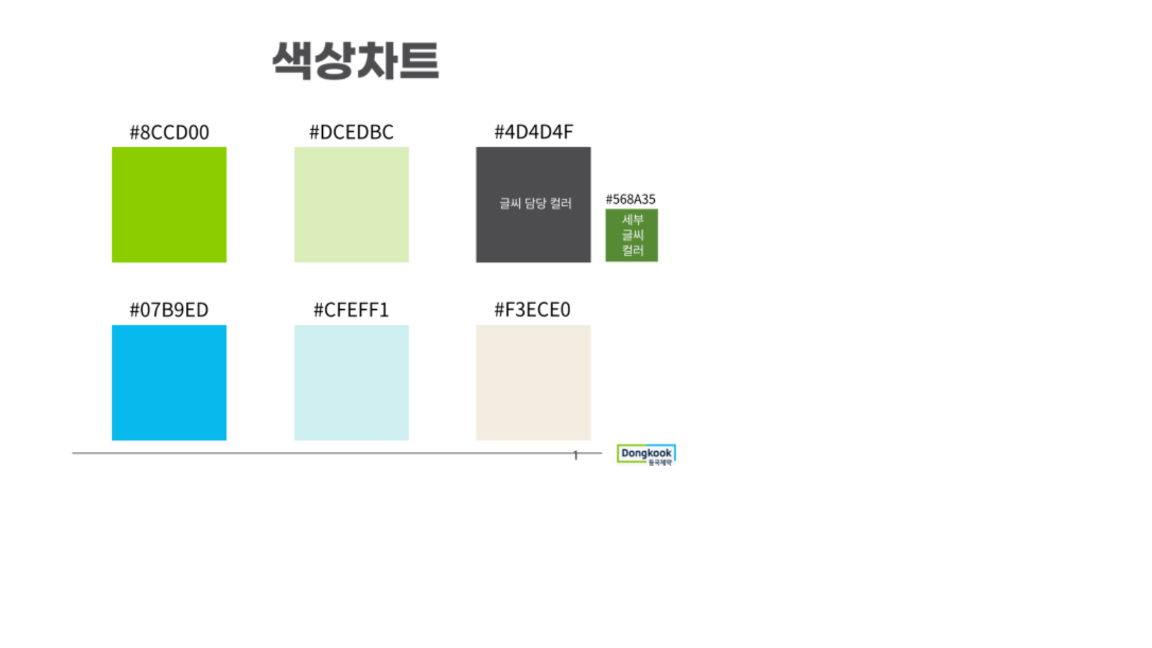 색상차트
#8CCD00
#DCEDBC
#4D4D4F
글씨 담당 컬러
#568A35
세부
글씨
컬러
#07B9ED
#CFEFF1
#F3ECE0
1
Dongkook
동국제약